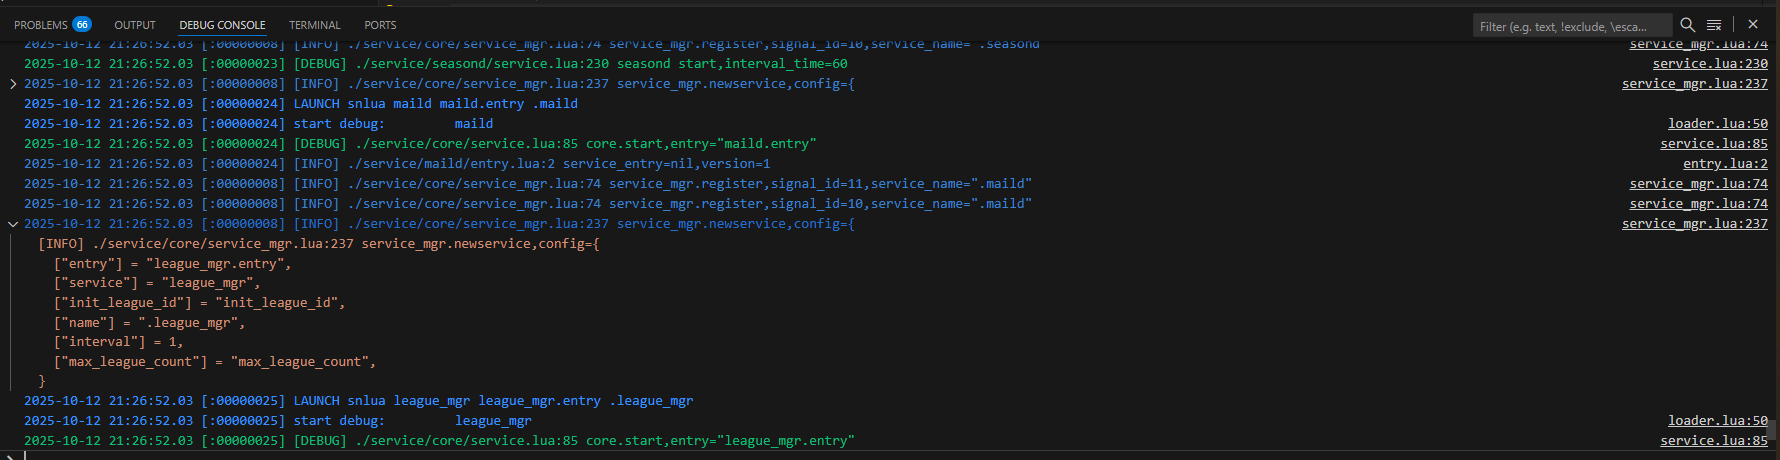 PROBLEMS 66 OUTPUT DEBUG CONSOLE TERMINAL PORTS Filter (e.g. text, !exclude, \esca...
2025-10-12 21:26:52.03 [:00000008] [INFO] ./service/core/service_mgr.lua:74 service_mgr.register,signal_id=10,service_name=".seasond service_mgr.lua:74
2025-10-12 21:26:52.03 [:00000023] [DEBUG] ./service/seasond/service.lua:230 seasond start,interval_time=60 service.lua:230
2025-10-12 21:26:52.03 [:00000008] [INFO] ./service/core/service_mgr.lua:237 service_mgr.newservice,config={ service_mgr.lua:237
2025-10-12 21:26:52.03 [:00000024] LAUNCH snlua maild maild.entry .maild
2025-10-12 21:26:52.03 [:00000024] start debug: maild loader.lua:50
2025-10-12 21:26:52.03 [:00000024] [DEBUG] ./service/core/service.lua:85 core.start,entry="maild.entry" service.lua:85
2025-10-12 21:26:52.03 [:00000024] [INFO] ./service/maild/entry.lua:2 service_entry=nil,version=1 entry.lua:2
2025-10-12 21:26:52.03 [:00000008] [INFO] ./service/core/service_mgr.lua:74 service_mgr.register,signal_id=11,service_name=".maild" service_mgr.lua:74
2025-10-12 21:26:52.03 [:00000008] [INFO] ./service/core/service_mgr.lua:74 service_mgr.register,signal_id=10,service_name=".maild" service_mgr.lua:74
2025-10-12 21:26:52.03 [:00000008] [INFO] ./service/core/service_mgr.lua:237 service_mgr.newservice,config={ service_mgr.lua:237
[INFO] ./service/core/service_mgr.lua:237 service_mgr.newservice,config={
["entry"] = "league_mgr.entry",
["service"] = "league_mgr",
["init_league_id"] = "init_league_id",
["name"] = ".league_mgr",
["interval"] = 1,
["max_league_count"] = "max_league_count",
}
2025-10-12 21:26:52.03 [:00000025] LAUNCH snlua league_mgr league_mgr.entry .league_mgr
2025-10-12 21:26:52.03 [:00000025] start debug: league_mgr loader.lua:50
2025-10-12 21:26:52.03 [:00000025] [DEBUG] ./service/core/service.lua:85 core.start,entry="league_mgr.entry" service.lua:85